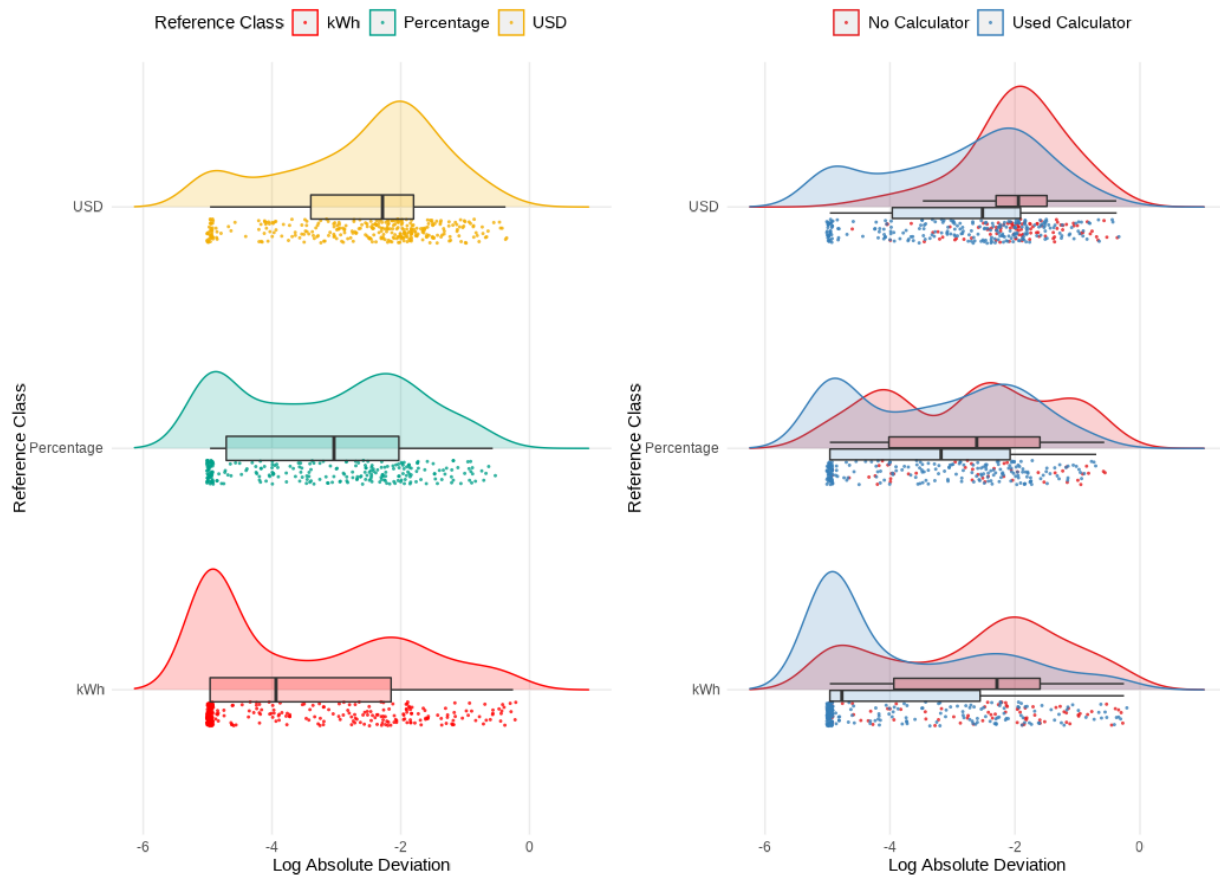 Reference Class kWh Percentage USD
No Calculator Used Calculator
USD
Percentage
kWh
Reference Class
-6 -4 -2 0
Log Absolute Deviation
USD
Percentage
kWh
Reference Class
-6 -4 -2 0
Log Absolute Deviation